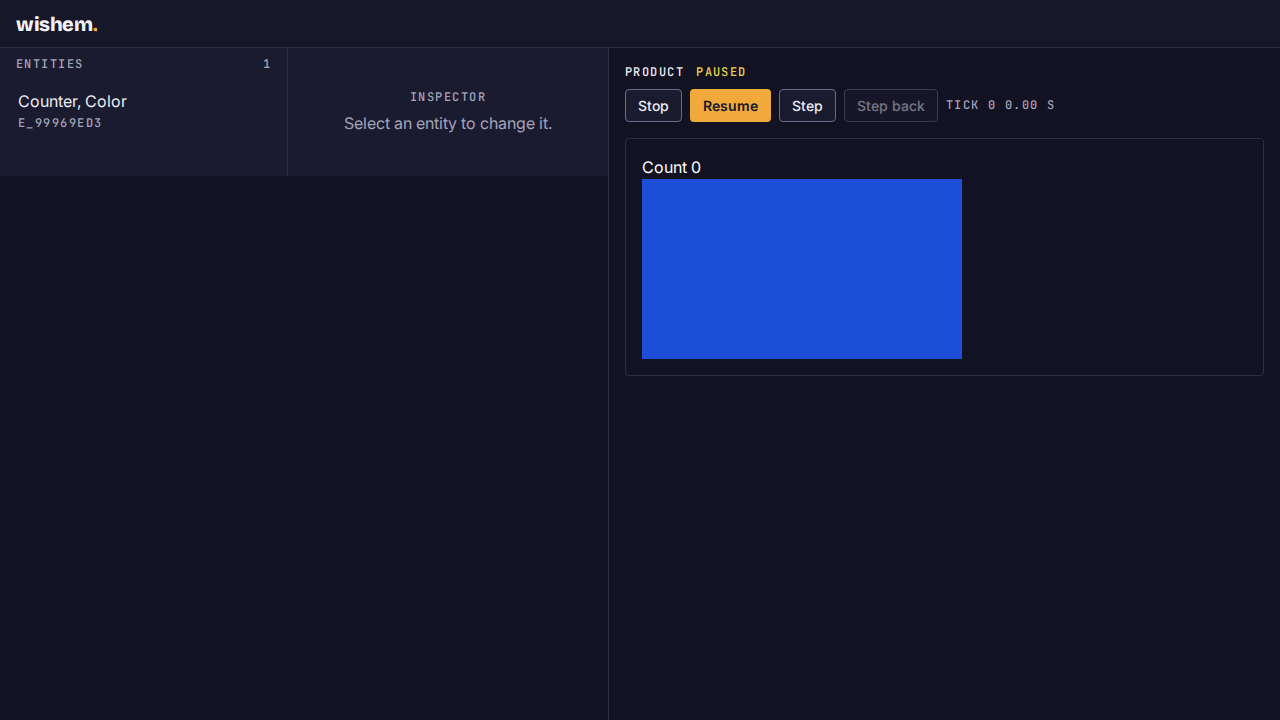 wishem.
ENTITIES 1
Counter, Color
E_99969ED3
INSPECTOR
Select an entity to change it.
PRODUCT PAUSED
Stop Resume Step Step back TICK 0 0.00 S
Count 0